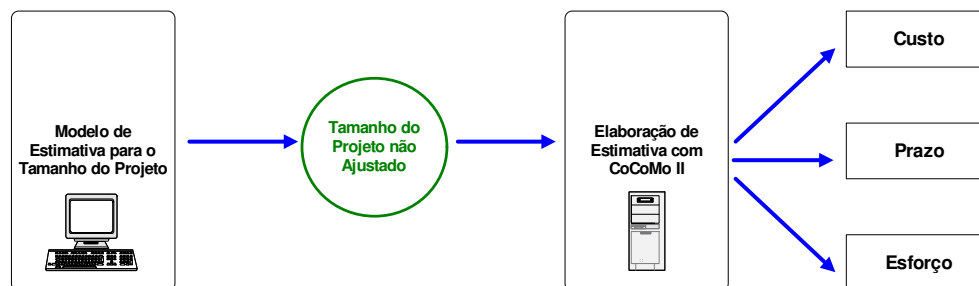 Modelo de
Estimativa para o
Tamanho do Projeto
Tamanho do
Projeto não
Ajustado
Elaboração de
Estimativa com
CoCoMo II
Custo
Prazo
Esforço